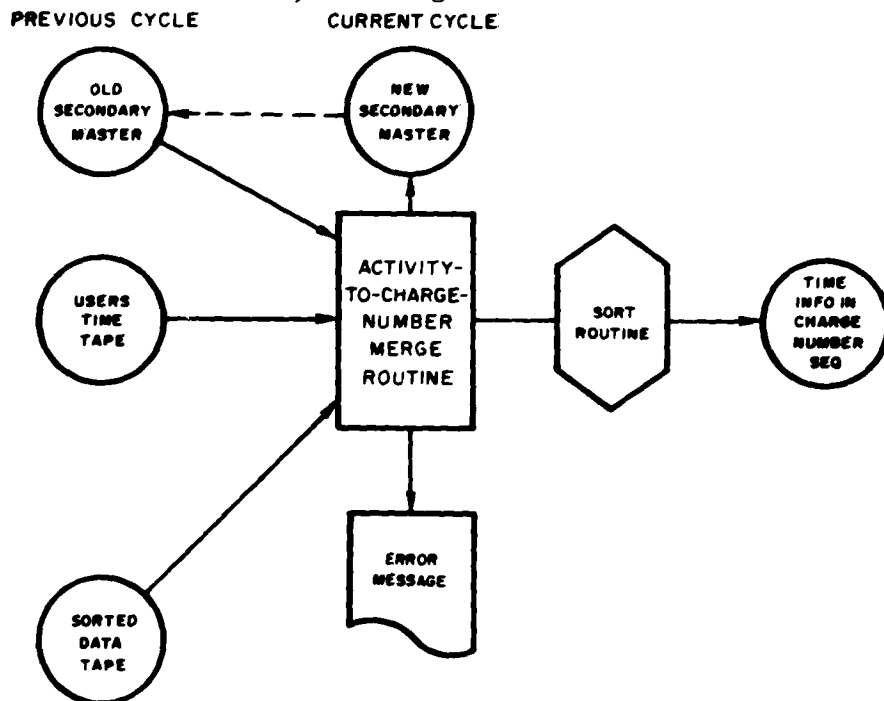 PREVIOUS CYCLE
CURRENT CYCLE
OLD
SECONDARY
MASTER
NEW
SECONDARY
MASTER
USERS
TIME
TAPE
ACTIVITY-
TO-CHARGE-
NUMBER
MERGE
ROUTINE
SORT
ROUTINE
TIME
INFO IN
CHARGE
NUMBER
SEQ
ERROR
MESSAGE
SORTED
DATA
TAPE